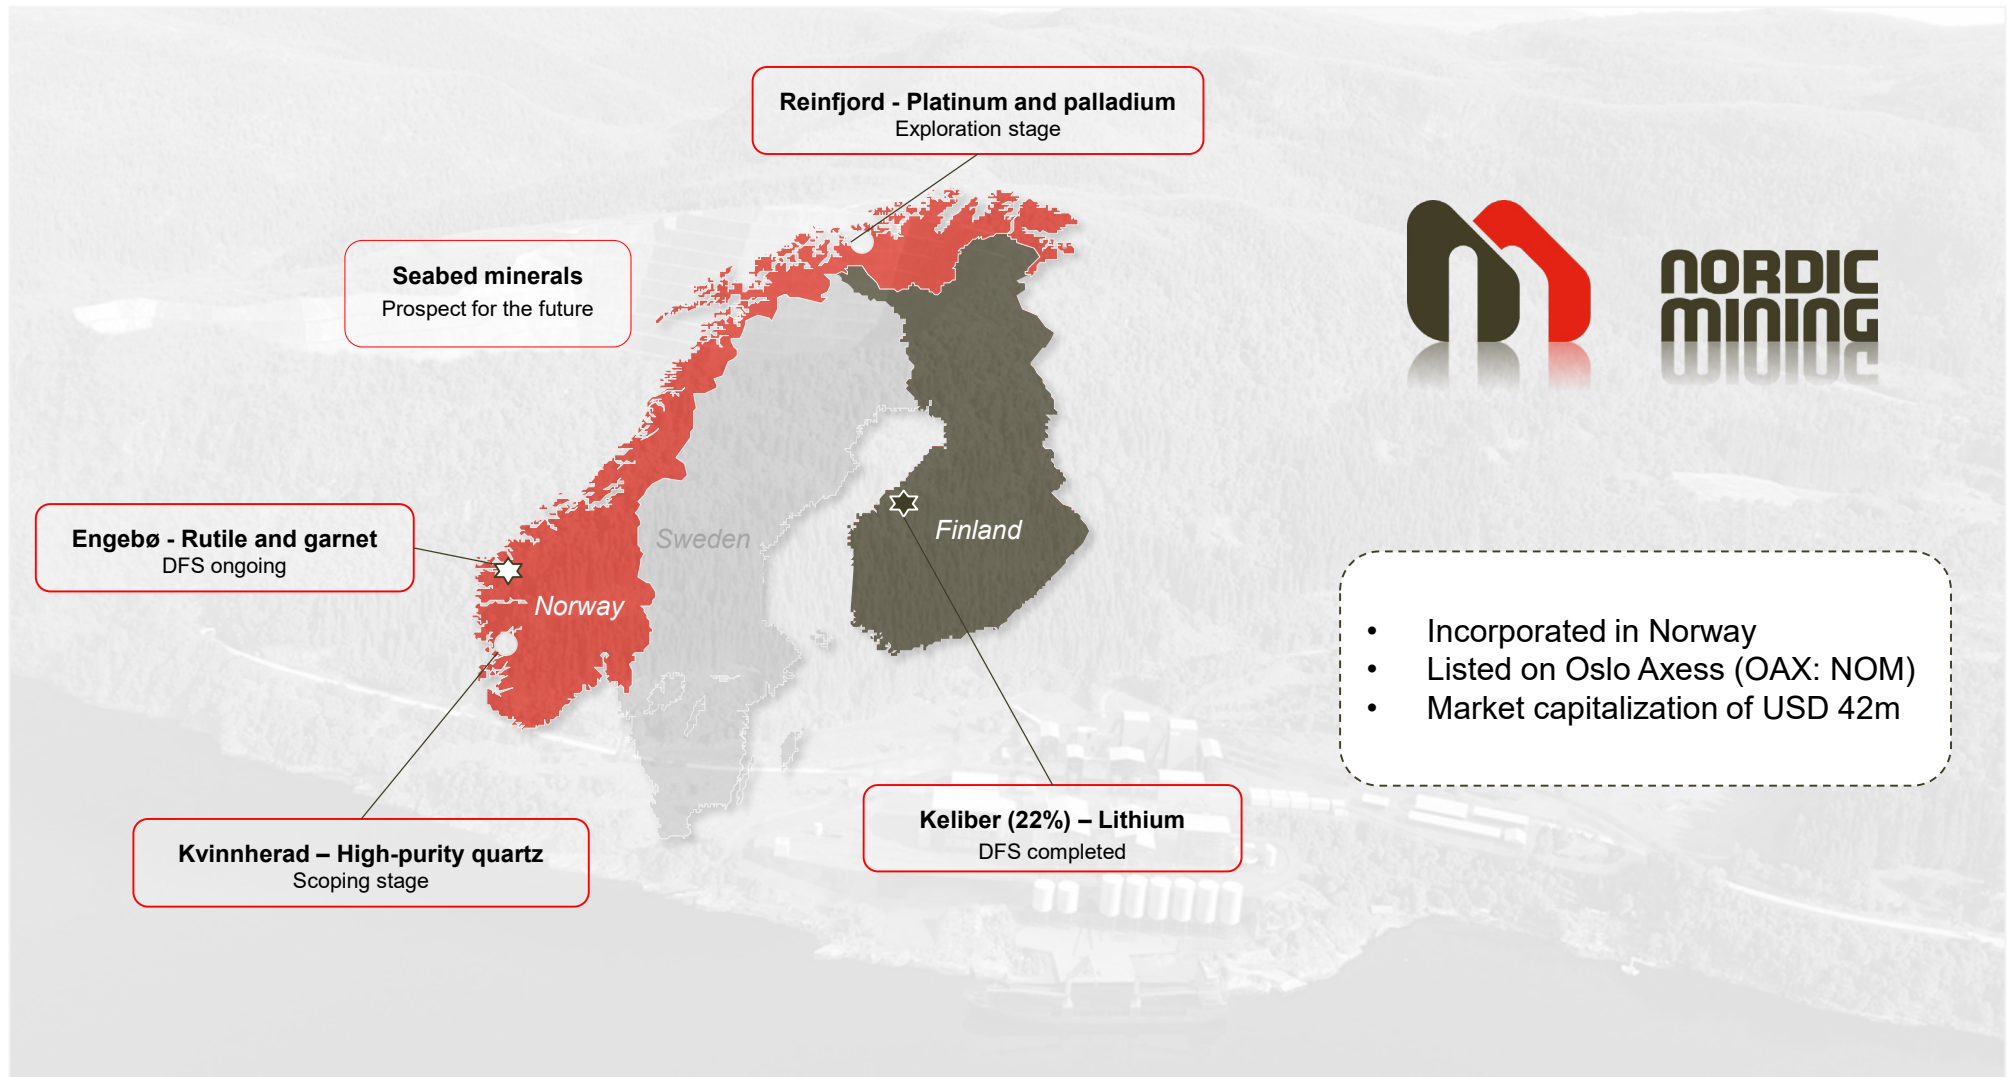 Reinfjord - Platinum and palladium
Exploration stage
Seabed minerals
Prospect for the future
NORDIC
MINING
Engebø - Rutile and garnet
DFS ongoing
Sweden
Finland
Norway
• Incorporated in Norway
• Listed on Oslo Axess (OAX: NOM)
• Market capitalization of USD 42m
Keliber (22%) – Lithium
DFS completed
Kvinnherad – High-purity quartz
Scoping stage